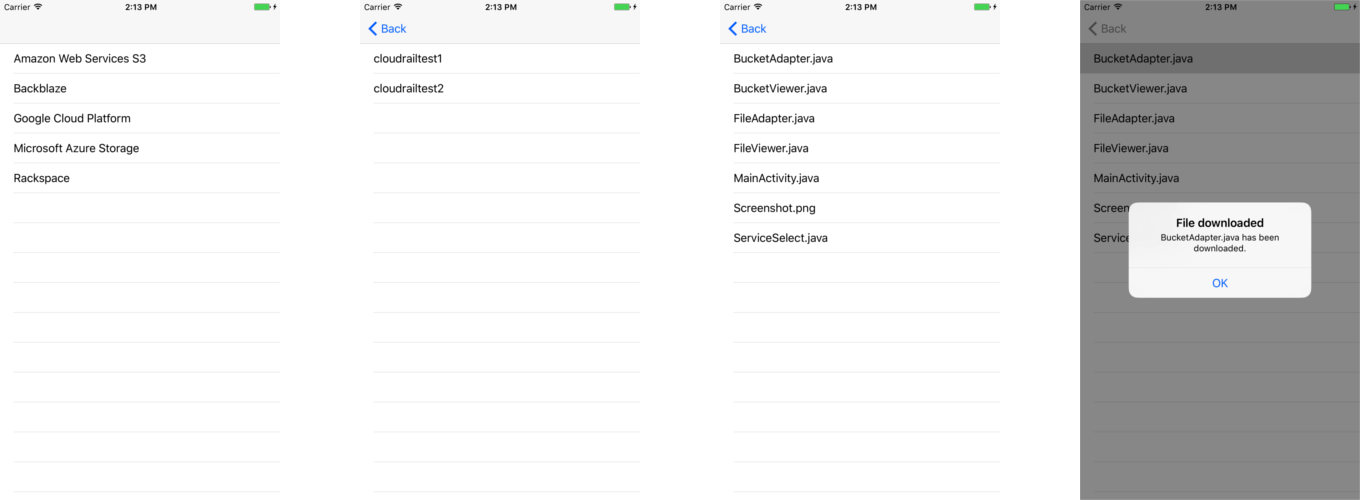 Carrier 2:13 PM
Amazon Web Services S3
Backblaze
Google Cloud Platform
Microsoft Azure Storage
Rackspace
Carrier 2:13 PM
Back
cloudrailtest1
cloudrailtest2
Carrier 2:13 PM
Back
BucketAdapter.java
BucketViewer.java
FileAdapter.java
FileViewer.java
MainActivity.java
Screenshot.png
ServiceSelect.java
Carrier 2:13 PM
Back
BucketAdapter.java
BucketViewer.java
FileAdapter.java
FileViewer.java
MainActivity.java
Screen
Service
File downloaded
BucketAdapter.java has been
downloaded.
OK